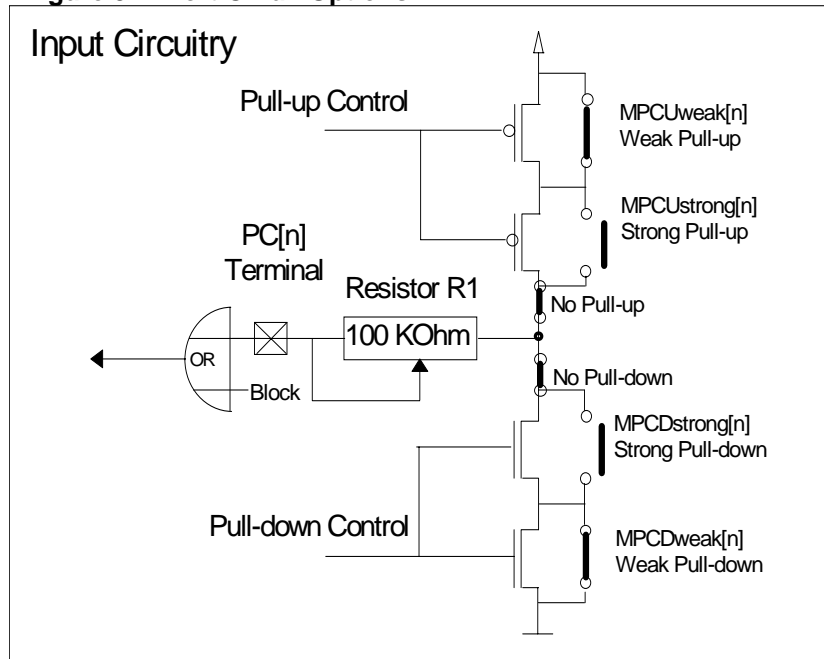 Input Circuitry
Pull-up Control
MPCUweak[n]
Weak Pull-up
MPCUstrong[n]
Strong Pull-up
PC[n]
Terminal
Resistor R1
No Pull-up
100 KOhm
OR
Block
No Pull-down
MPCDstrong[n]
Strong Pull-down
Pull-down Control
MPCDweak[n]
Weak Pull-down